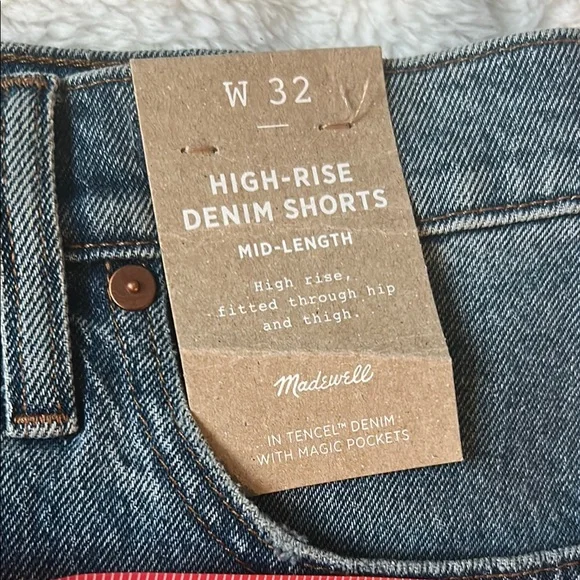 W 32
HIGH-RISE
DENIM SHORTS
MID-LENGTH
High rise,
fitted through hip
and thigh.
Madewell
IN TENCEL™ DENIM
WITH MAGIC POCKETS